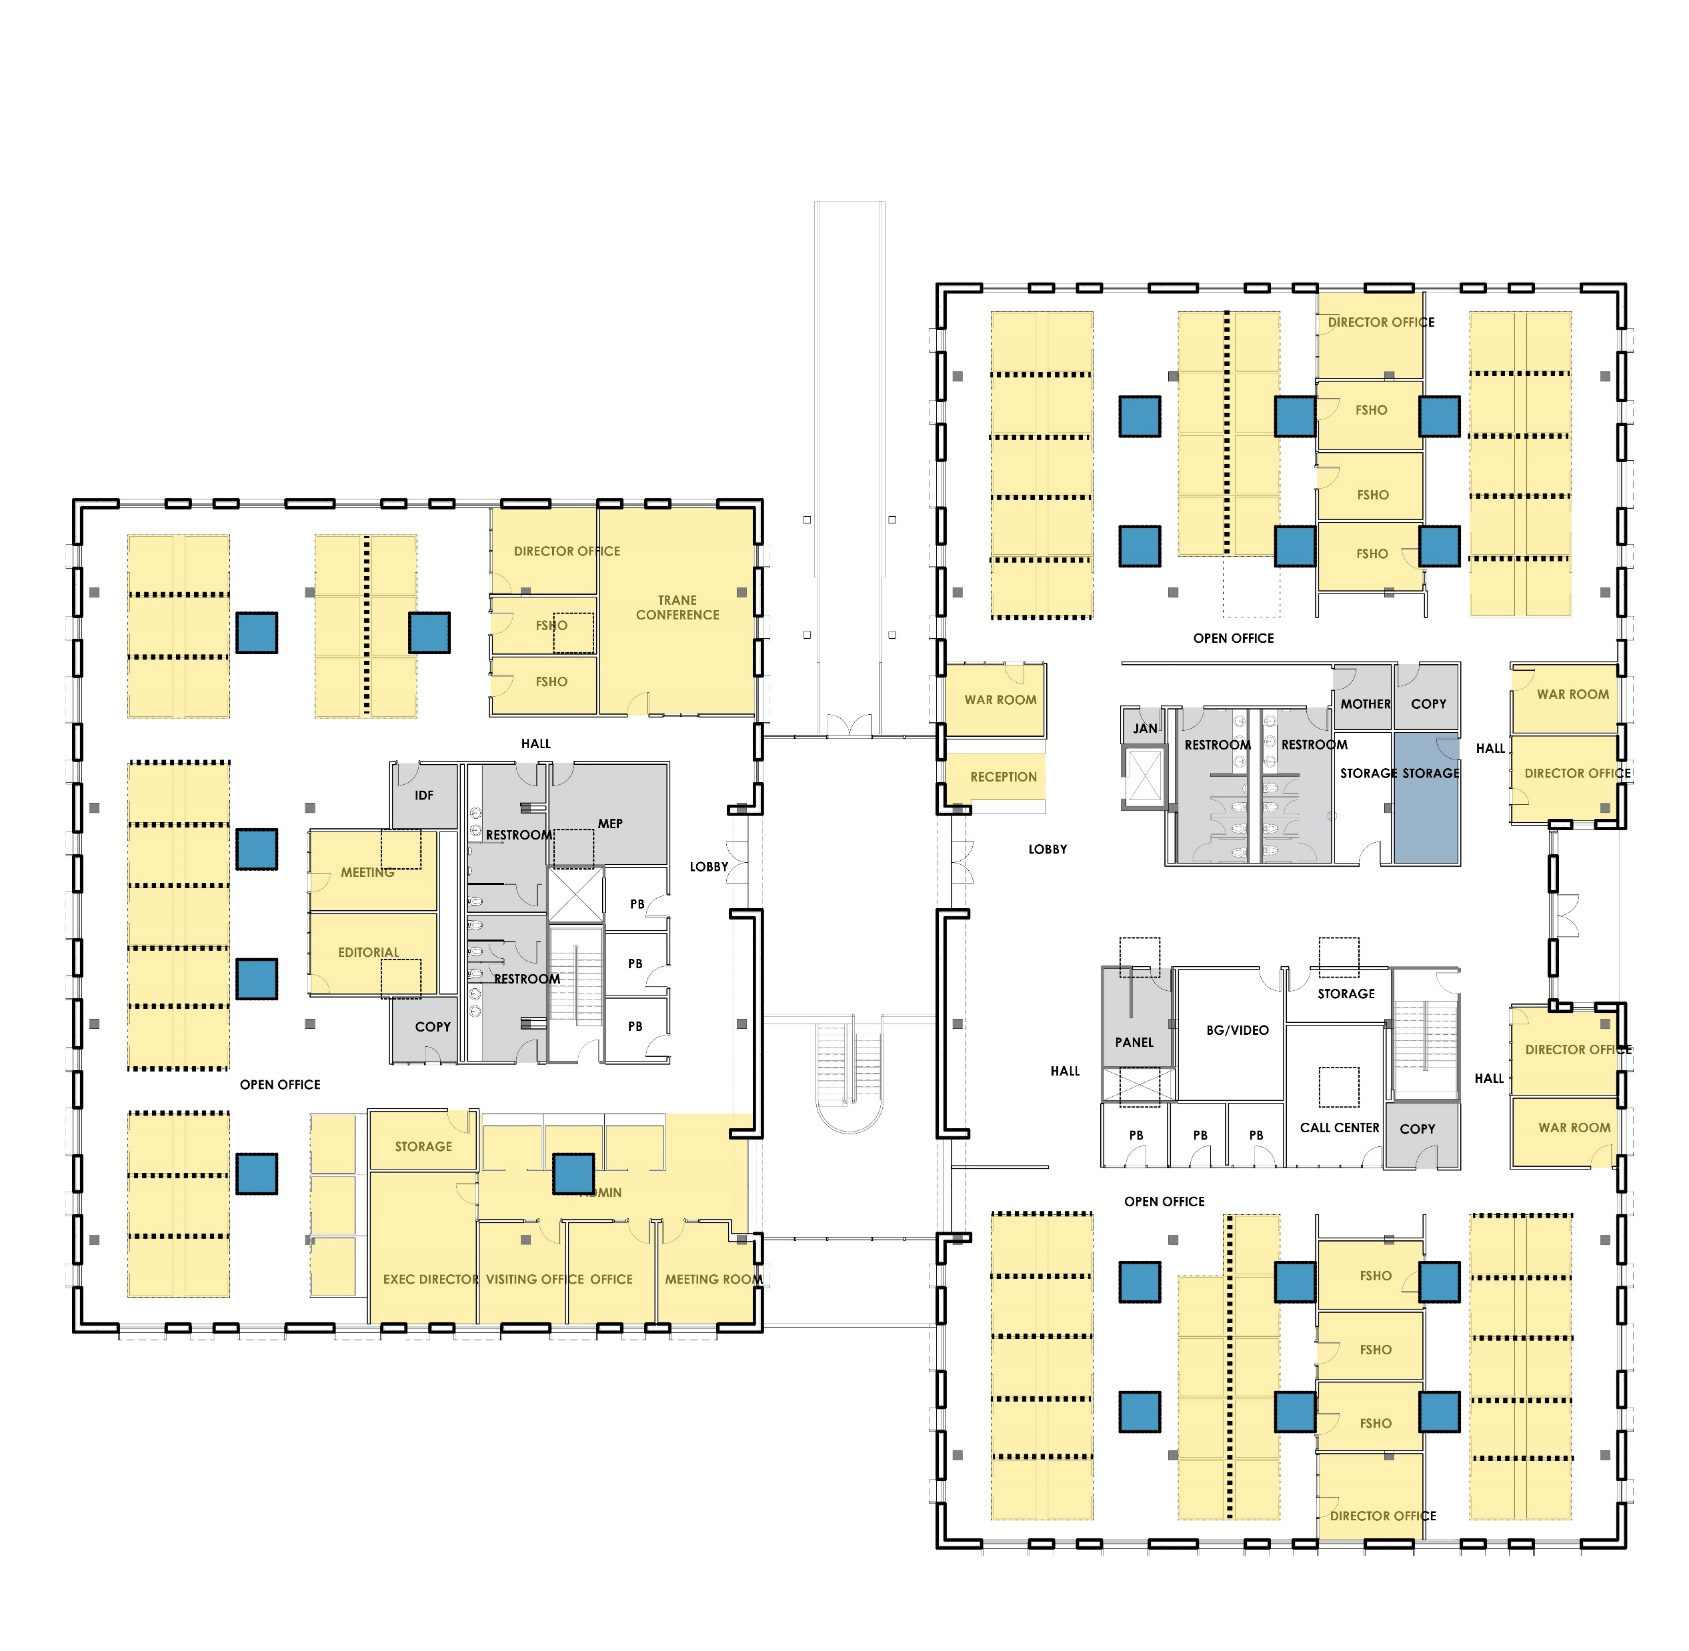 DIRECTOR OFFICE
FSHO
FSHO
FSHO
OPEN OFFICE
DIRECTOR OFFICE
TRANE
CONFERENCE
FSHO
FSHO
HALL
IDF
MEP
RESTROOM
MEETING
LOBBY
PB
EDITORIAL
PB
RESTROOM
COPY
PB
OPEN OFFICE
STORAGE
ADMIN
EXEC DIRECTOR
VISITING OFFICE
OFFICE
MEETING ROOM
WAR ROOM
RECEPTION
LOBBY
JAN
RESTROOM
RESTROOM
MOTHER
COPY
STORAGE
STORAGE
HALL
WAR ROOM
DIRECTOR OFFICE
STORAGE
BG/VIDEO
PANEL
HALL
PB
PB
PB
CALL CENTER
COPY
HALL
DIRECTOR OFFICE
WAR ROOM
OPEN OFFICE
FSHO
FSHO
FSHO
DIRECTOR OFFICE